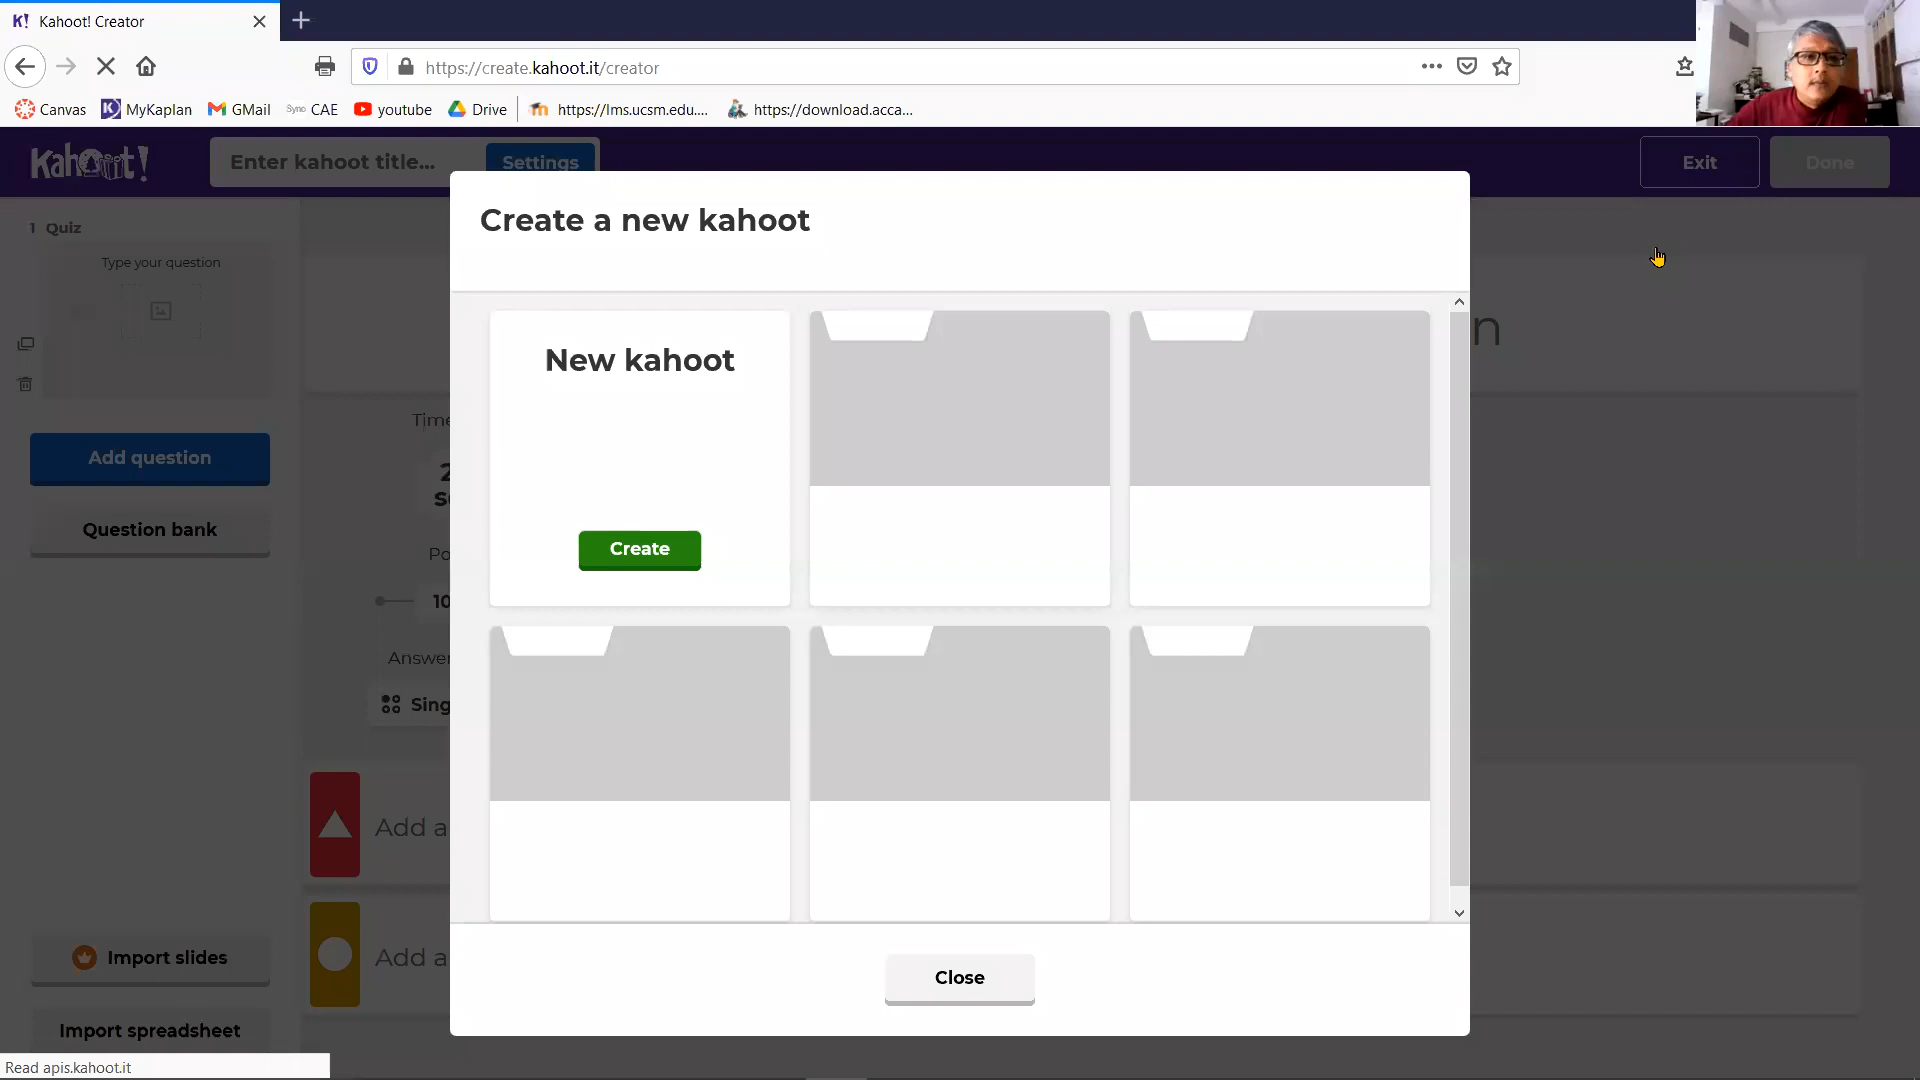 K! Kahoot! Creator
https://create.kahoot.it/creator
Canvas MyKaplan GMail Sync CAE youtube Drive https://lms.ucsm.edu.... https://download.acca...
Kahoot!
Enter kahoot title...
Settings
Exit
Done
Create a new kahoot
1 Quiz
Type your question
New kahoot
Create
Add question
Question bank
Time
2
Po
10
Answer
Sing
Add a
Add a
n
Import slides
Import spreadsheet
Close
Read apis.kahoot.it